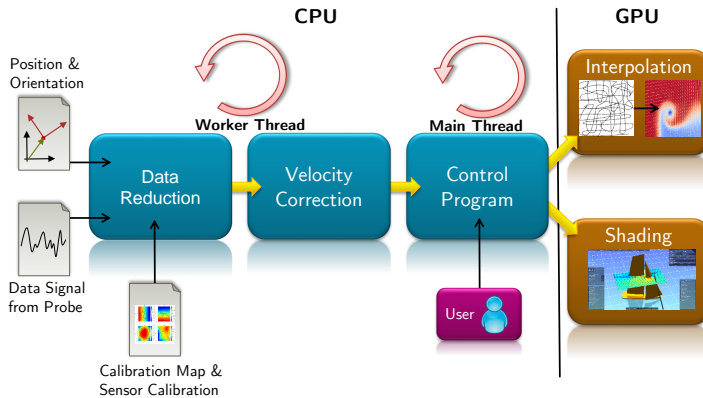 CPU
GPU
Position &
Orientation
Worker Thread
Main Thread
Interpolation
Data
Reduction
Velocity
Correction
Control
Program
Shading
Data Signal
from Probe
User
Calibration Map &
Sensor Calibration